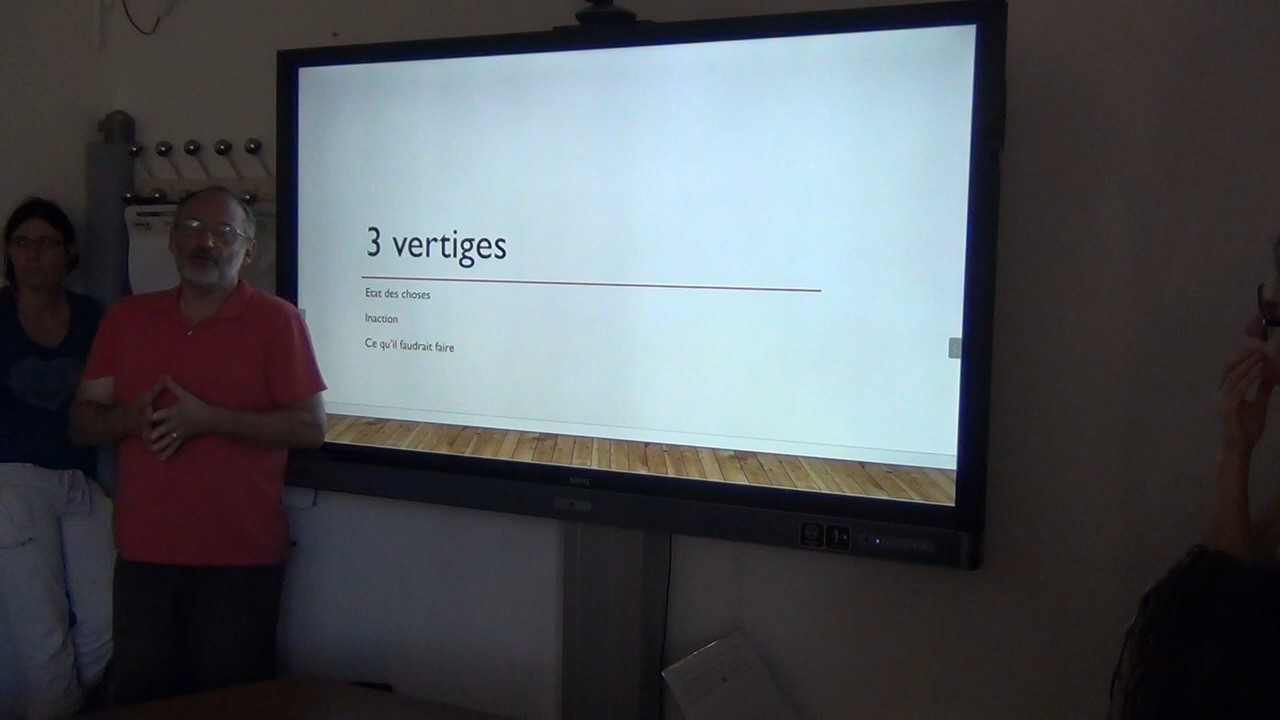 3 vertiges
Etat des choses
Inaction
Ce qu'il faudrait faire